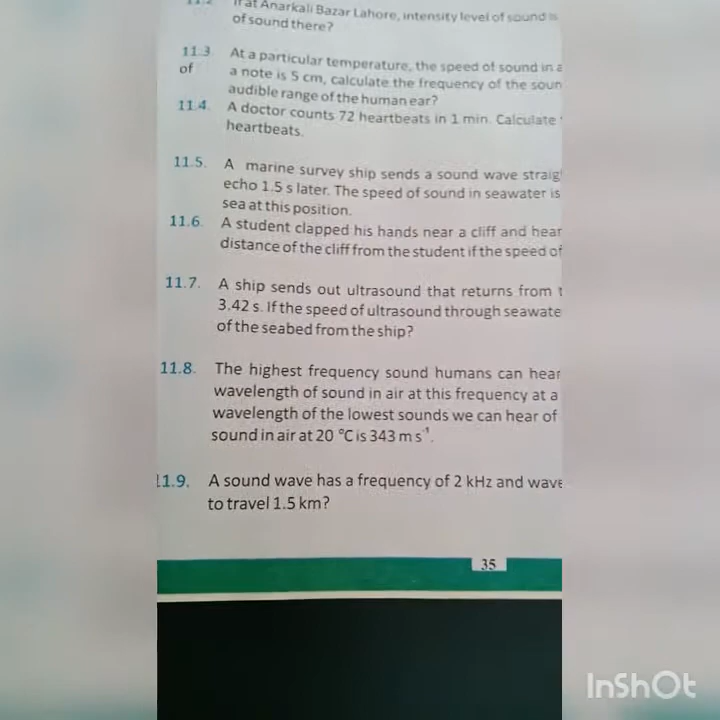 If at Anarkali Bazar Lahore, intensity level of sound is
of sound there?
11.3 At a particular temperature, the speed of sound in a
of a note is 5 cm, calculate the frequency of the soun
audible range of the human ear?
11.4. A doctor counts 72 heartbeats in 1 min. Calculate
heartbeats.
11.5. A marine survey ship sends a sound wave straig
echo 1.5 s later. The speed of sound in seawater is
sea at this position.
11.6. A student clapped his hands near a cliff and hear
distance of the cliff from the student if the speed of
11.7. A ship sends out ultrasound that returns from t
3.42 s. If the speed of ultrasound through seawate
of the seabed from the ship?
11.8. The highest frequency sound humans can hear
wavelength of sound in air at this frequency at a
wavelength of the lowest sounds we can hear of
sound in air at 20 °C is 343 m s⁻¹.
11.9. A sound wave has a frequency of 2 kHz and wave
to travel 1.5 km?
35
InShOt